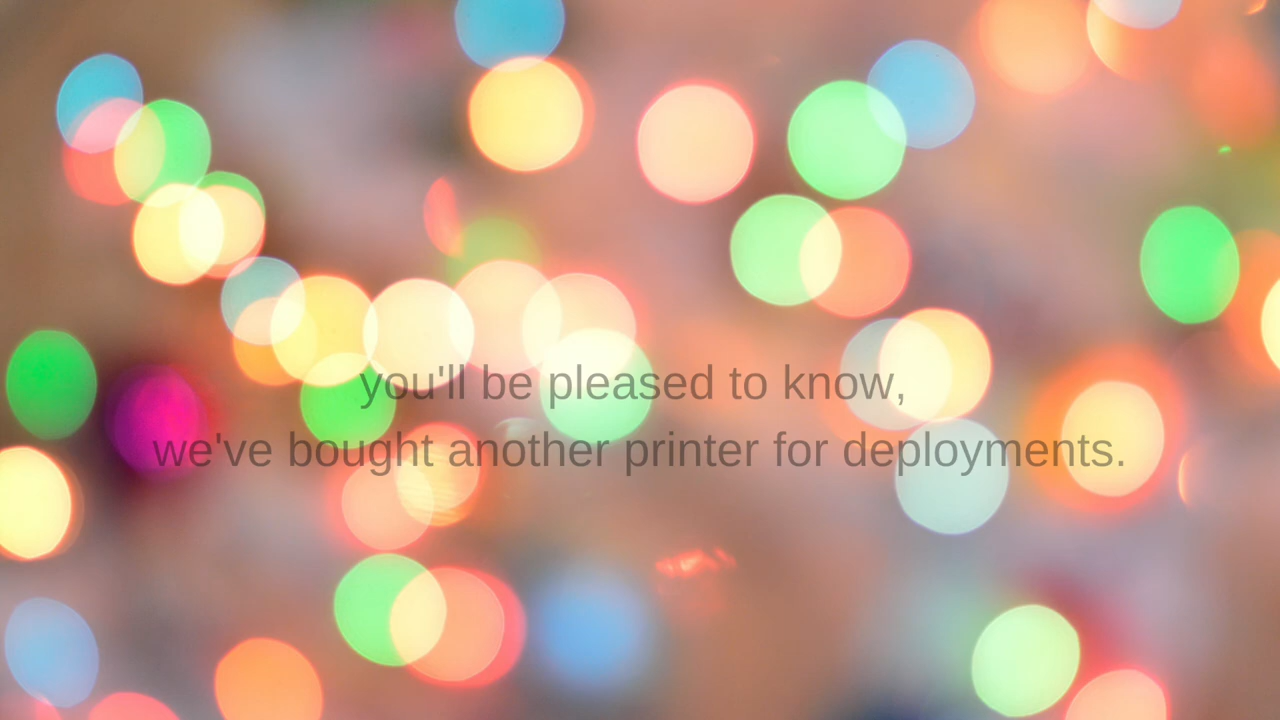 you'll be pleased to know,
we've bought another printer for deployments.